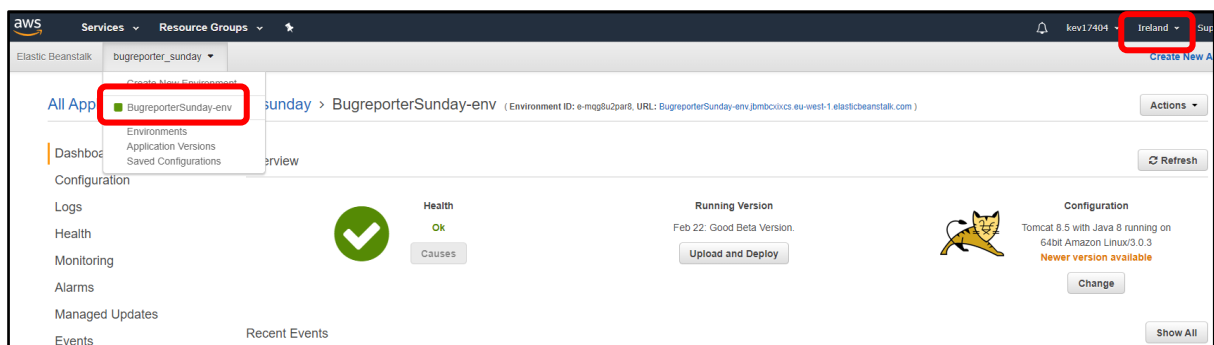 aws
Services
Resource Groups
kev17404
Ireland
Sup
Elastic Beanstalk
bugreporter_sunday
Create New A
Create New Environment
BugreporterSunday-env
Environments
Application Versions
Saved Configurations
All App
sunday > BugreporterSunday-env ( Environment ID: e-mqg8u2par8, URL: BugreporterSunday-env.jbmbcxixcs.eu-west-1.elasticbeanstalk.com )
Actions
Dashboa
Configuration
Logs
Health
Monitoring
Alarms
Managed Updates
Events
erview
Refresh
Health
Ok
Causes
Running Version
Feb 22: Good Beta Version.
Upload and Deploy
Configuration
Tomcat 8.5 with Java 8 running on
64bit Amazon Linux/3.0.3
Newer version available
Change
Recent Events
Show All